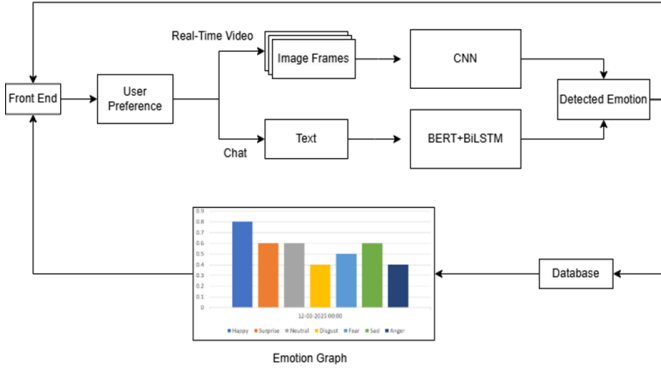 Real-Time Video
Image Frames
CNN
Front End
User
Preference
Detected Emotion
Chat
Text
BERT+BiLSTM
0.9
0.8
0.7
0.6
0.5
0.4
0.3
0.2
0.1
0
12-03-2023 00:00
Happy Surprise Neutral Disgust Fear Sad Anger
Database
Emotion Graph